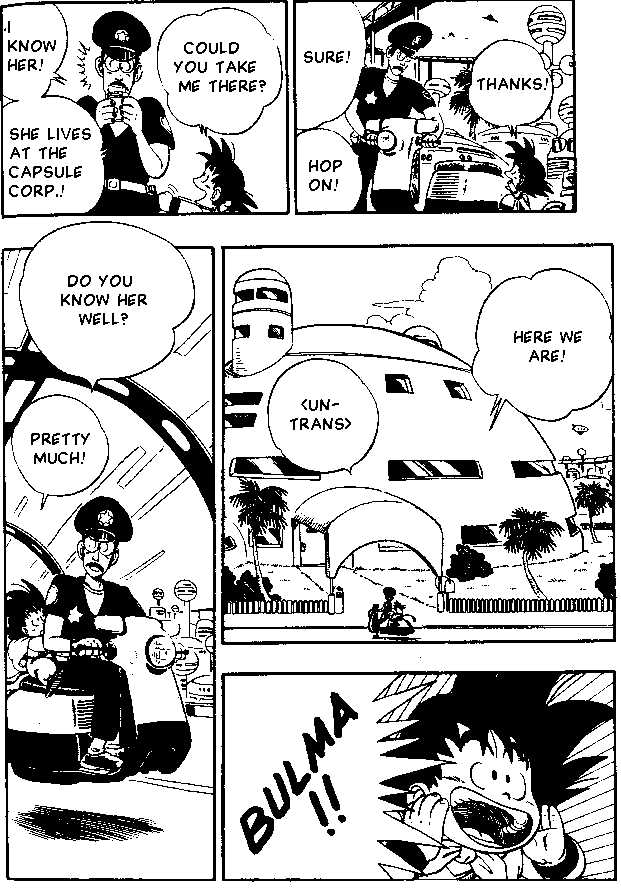 I
KNOW
HER!
SHE LIVES
AT THE
CAPSULE
CORP.!
COULD
YOU TAKE
ME THERE?
SURE!
HOP
ON!
THANKS!
DO YOU
KNOW HER
WELL?
PRETTY
MUCH!
HERE WE
ARE!
<UN-
TRANS>
BULMA
!!